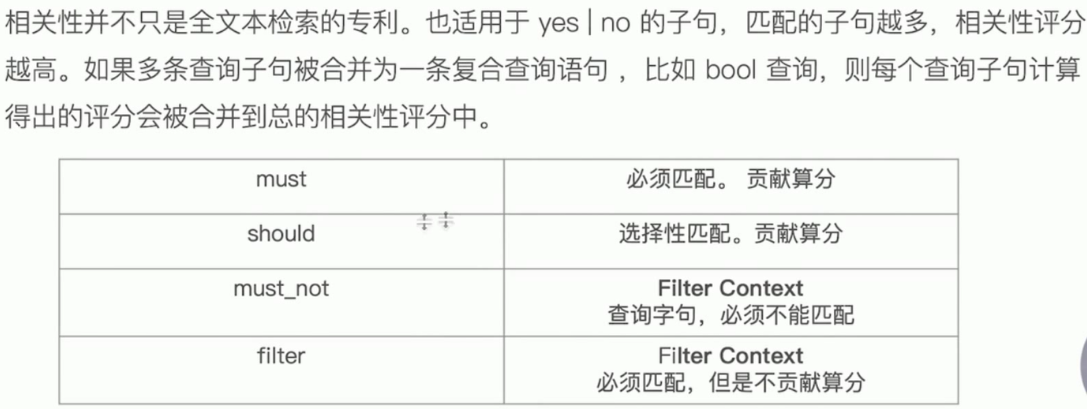 相关性并不只是全文本检索的专利。也适用于 yes | no 的子句，匹配的子句越多，相关性评分
越高。如果多条查询子句被合并为一条复合查询语句 ，比如 bool 查询，则每个查询子句计算
得出的评分会被合并到总的相关性评分中。
must 必须匹配。 贡献算分
should 选择性匹配。贡献算分
must_not Filter Context
查询字句，必须不能匹配
filter Filter Context
必须匹配，但是不贡献算分